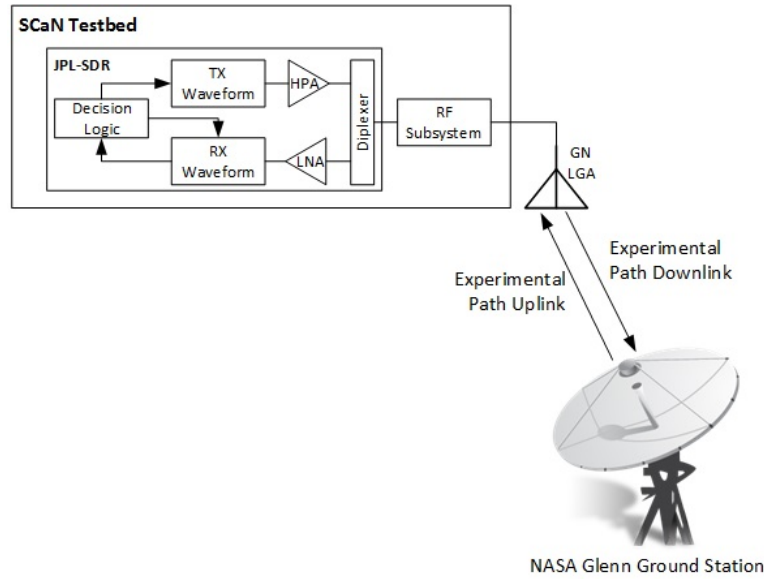 SCaN Testbed
JPL-SDR
TX
Waveform
HPA
Decision
Logic
RX
Waveform
LNA
Diplexer
RF
Subsystem
GN
LGA
Experimental
Path Downlink
Experimental
Path Uplink
NASA Glenn Ground Station